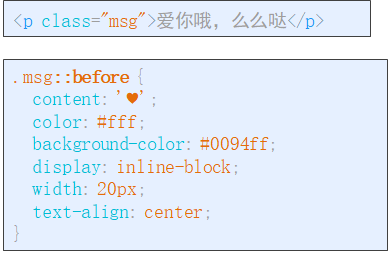 <p class="msg">爱你哦，么么哒</p>
.msg::before {
content: '♥';
color: #fff;
background-color: #0094ff;
display: inline-block;
width: 20px;
text-align: center;
}